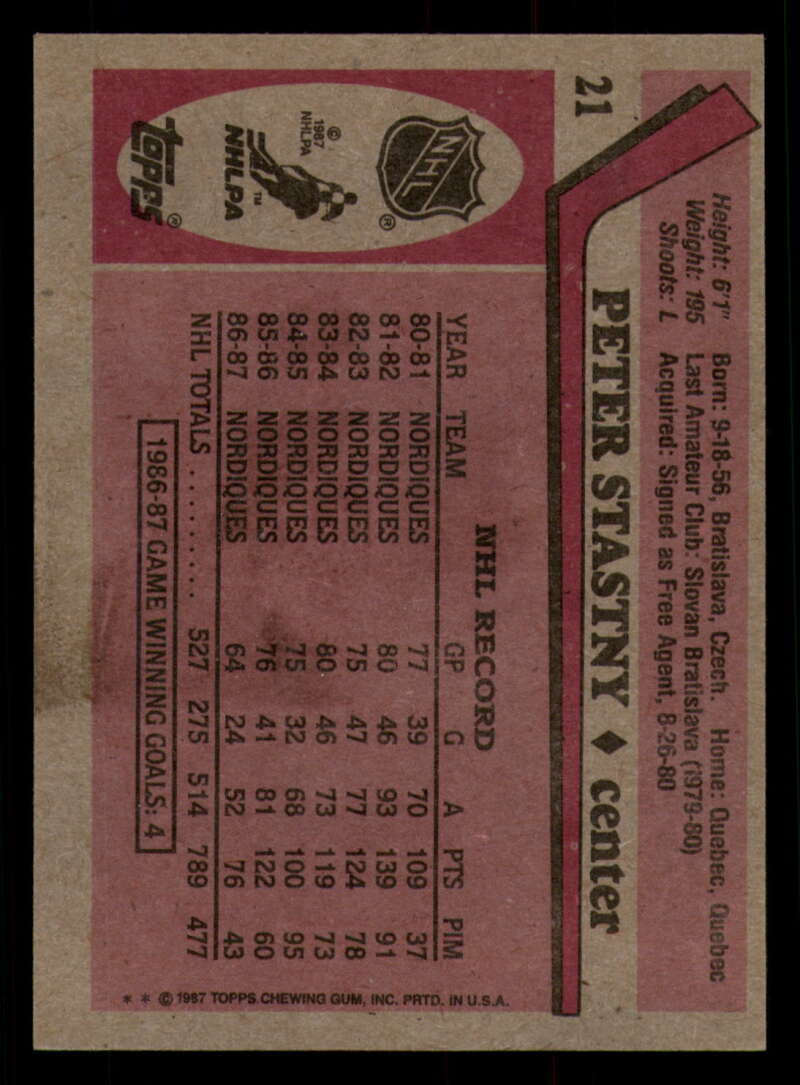 21
PETER STASTNY ♦ center
Height: 6'1" Born: 9-18-56, Bratislava, Czech. Home: Quebec, Quebec
Weight: 195 Last Amateur Club: Slovan Bratislava (1979-80)
Shoots: L Acquired: Signed as Free Agent, 8-26-80
NHL
®
© 1987 NHLPA
NHLPA™
TOPPS®
NHL RECORD
YEAR TEAM GP G A PTS PIM
80-81 NORDIQUES 77 39 70 109 37
81-82 NORDIQUES 80 46 93 139 91
82-83 NORDIQUES 75 47 77 124 78
83-84 NORDIQUES 80 46 73 119 73
84-85 NORDIQUES 75 32 68 100 95
85-86 NORDIQUES 76 41 81 122 60
86-87 NORDIQUES 64 24 52 76 43
NHL TOTALS .......... 527 275 514 789 477
1986-87 GAME WINNING GOALS: 4
* * © 1987 TOPPS CHEWING GUM, INC. PRTD. IN U.S.A.